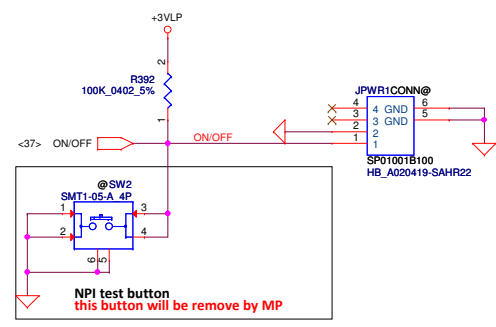 +3VLP
2
R392
100K_0402_5%
1
JPWR1CONN@
4 4 GND 6
3 3 GND 5
2 2
1 1
<37> ON/OFF
ON/OFF
SP01001B100
HB_A020419-SAHR22
@SW2
SMT1-05-A_4P
1 3
2 4
6 5
NPI test button
this button will be remove by MP